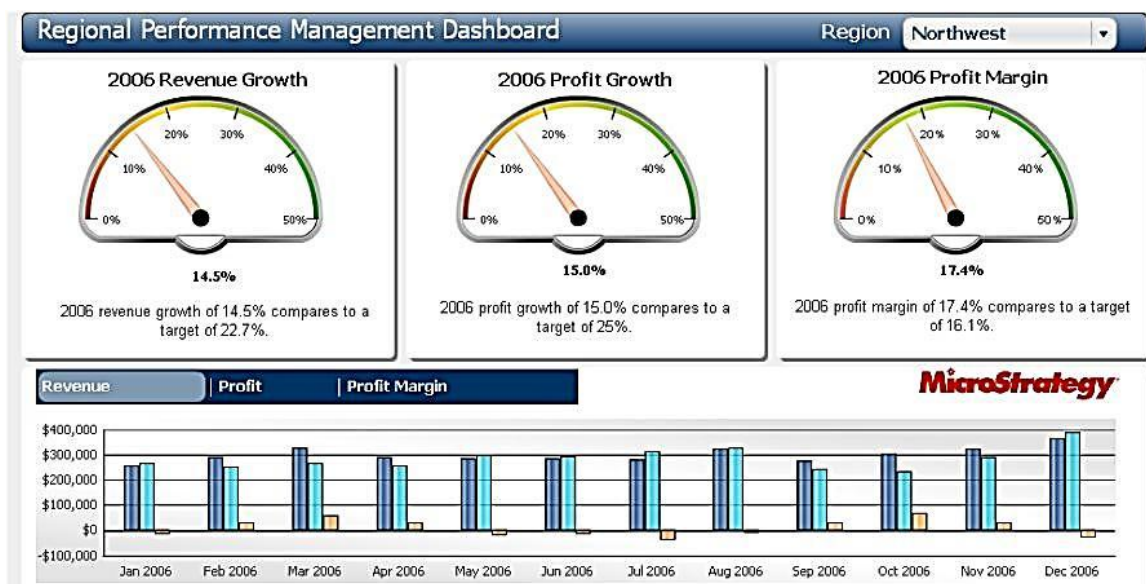 Regional Performance Management Dashboard
Region Northwest
2006 Revenue Growth
0% 10% 20% 30% 40% 50%
14.5%
2006 revenue growth of 14.5% compares to a
target of 22.7%.
2006 Profit Growth
0% 10% 20% 30% 40% 50%
15.0%
2006 profit growth of 15.0% compares to a
target of 25%.
2006 Profit Margin
0% 10% 20% 30% 40% 50%
17.4%
2006 profit margin of 17.4% compares to a target
of 16.1%.
Revenue | Profit | Profit Margin
MicroStrategy
$400,000
$300,000
$200,000
$100,000
$0
-$100,000
Jan 2006 Feb 2006 Mar 2006 Apr 2006 May 2006 Jun 2006 Jul 2006 Aug 2006 Sep 2006 Oct 2006 Nov 2006 Dec 2006